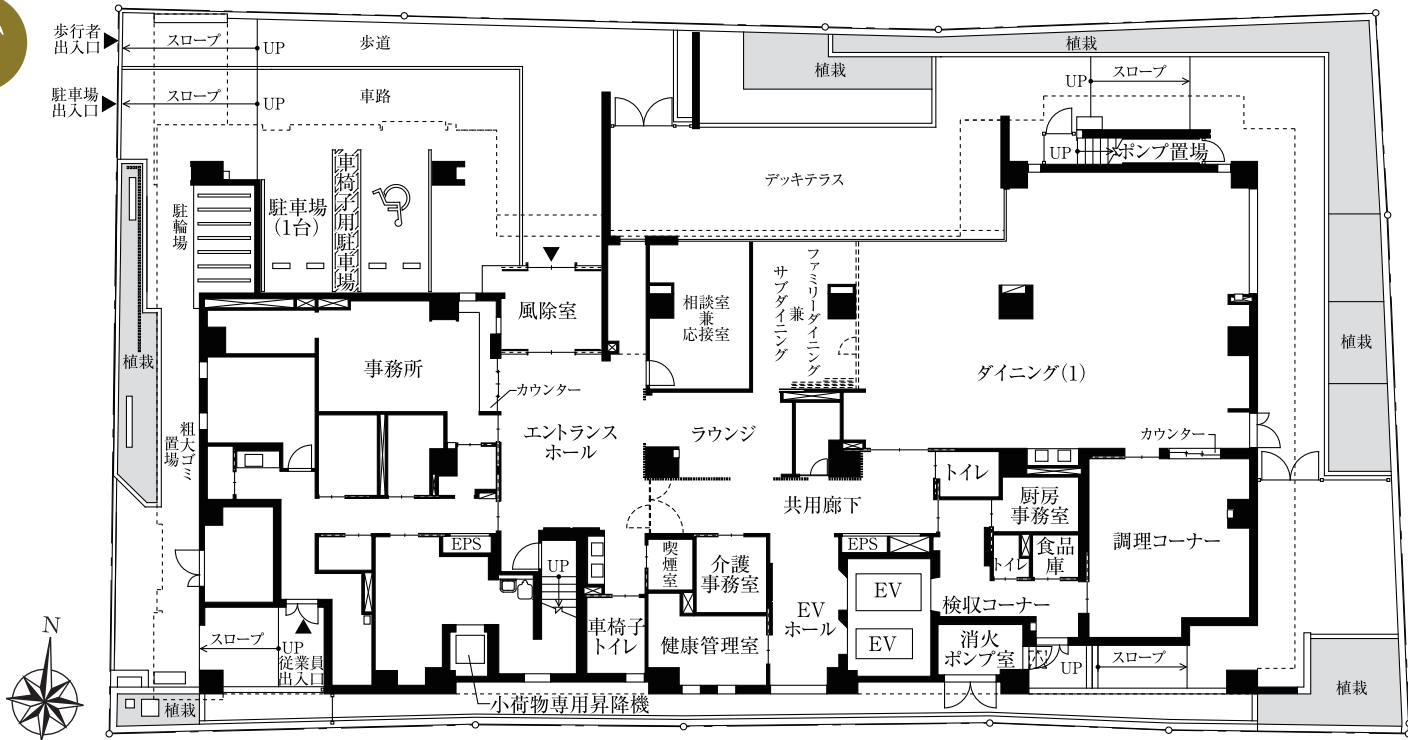 歩行者
出入口
スロープ
UP
歩道
駐車場
出入口
スロープ
UP
車路
植栽
植栽
UP
スロープ
UP
ポンプ置場
デッキテラス
駐輪場
駐車場
(1台)
車椅子用駐車場
風除室
相談室
兼
応接室
ファミリーダイニング
兼
サブダイニング
ダイニング(1)
植栽
植栽
事務所
カウンター
エントランス
ホール
ラウンジ
カウンター
粗大ゴミ
置場
トイレ
共用廊下
厨房
事務室
調理コーナー
EPS
UP
喫煙室
介護
事務室
EPS
トイレ
食品庫
EV
EV
EV
ホール
検収コーナー
車椅子
トイレ
健康管理室
消火
ポンプ室
スロープ
UP
従業員
出入口
UP
スロープ
植栽
植栽
小荷物専用昇降機
N